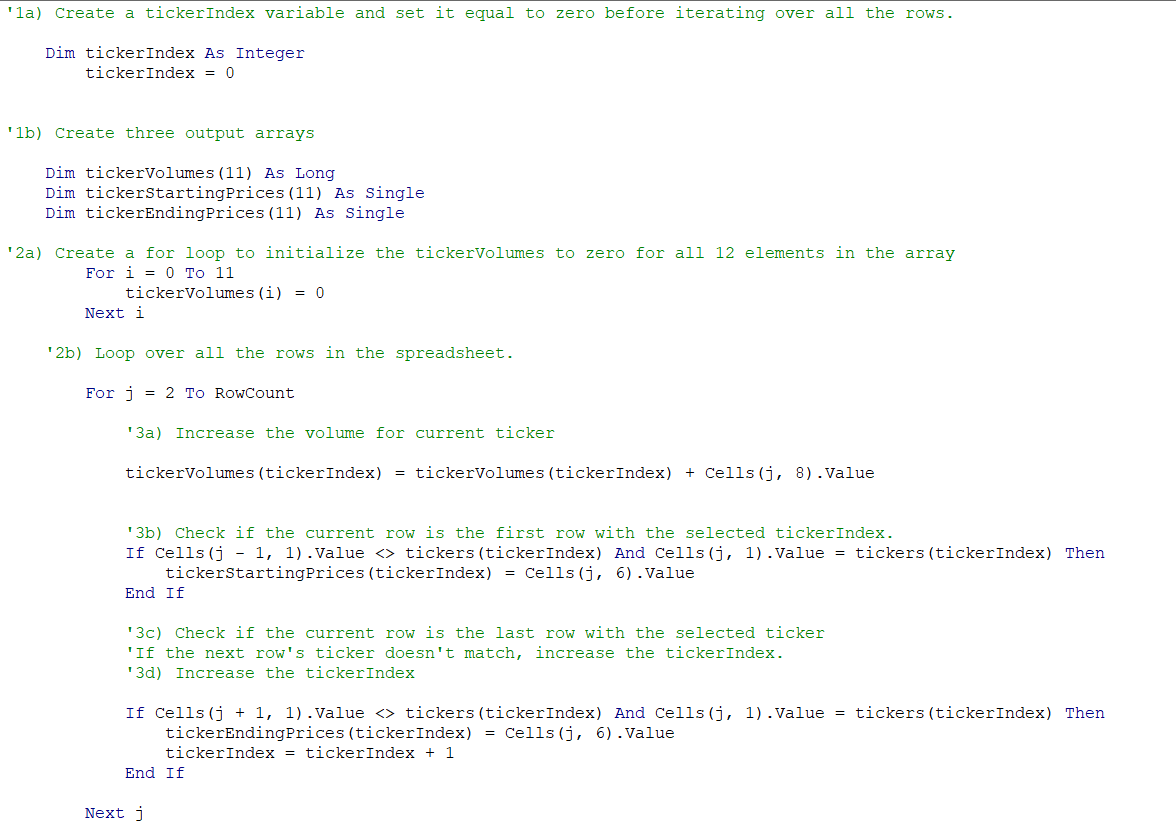 '1a) Create a tickerIndex variable and set it equal to zero before iterating over all the rows.
Dim tickerIndex As Integer
tickerIndex = 0
'1b) Create three output arrays
Dim tickerVolumes(11) As Long
Dim tickerStartingPrices(11) As Single
Dim tickerEndingPrices(11) As Single
'2a) Create a for loop to initialize the tickerVolumes to zero for all 12 elements in the array
For i = 0 To 11
tickerVolumes(i) = 0
Next i
'2b) Loop over all the rows in the spreadsheet.
For j = 2 To RowCount
'3a) Increase the volume for current ticker
tickerVolumes(tickerIndex) = tickerVolumes(tickerIndex) + Cells(j, 8).Value
'3b) Check if the current row is the first row with the selected tickerIndex.
If Cells(j - 1, 1).Value <> tickers(tickerIndex) And Cells(j, 1).Value = tickers(tickerIndex) Then
tickerStartingPrices(tickerIndex) = Cells(j, 6).Value
End If
'3c) Check if the current row is the last row with the selected ticker
'If the next row's ticker doesn't match, increase the tickerIndex.
'3d) Increase the tickerIndex
If Cells(j + 1, 1).Value <> tickers(tickerIndex) And Cells(j, 1).Value = tickers(tickerIndex) Then
tickerEndingPrices(tickerIndex) = Cells(j, 6).Value
tickerIndex = tickerIndex + 1
End If
Next j